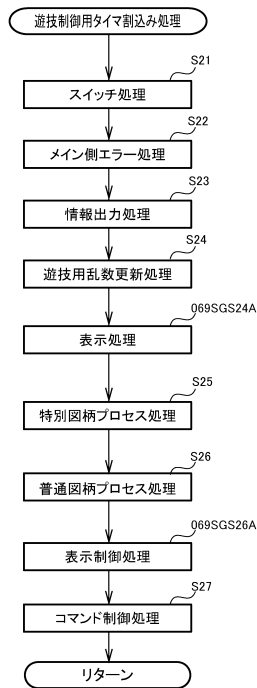 遊技制御用タイマ割込み処理
S21
スイッチ処理
S22
メイン側エラー処理
S23
情報出力処理
S24
遊技用乱数更新処理
069SGS24A
表示処理
S25
特別図柄プロセス処理
S26
普通図柄プロセス処理
069SGS26A
表示制御処理
S27
コマンド制御処理
リターン